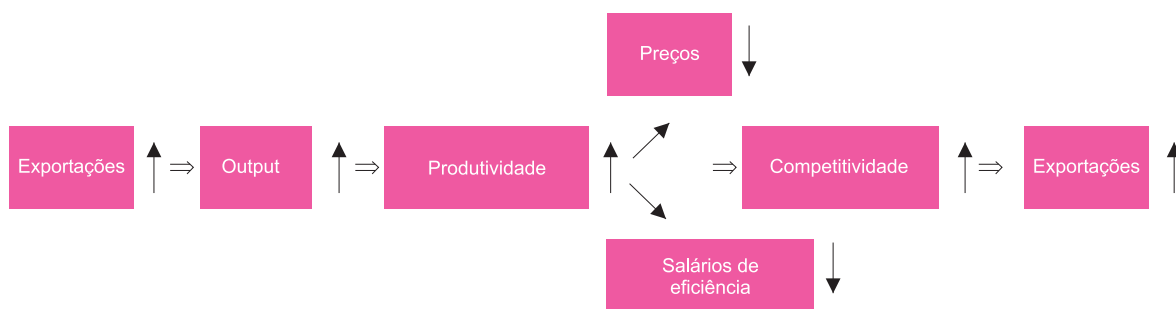 Preços
Exportações
Output
Produtividade
Competitividade
Exportações
Salários de
eficiência